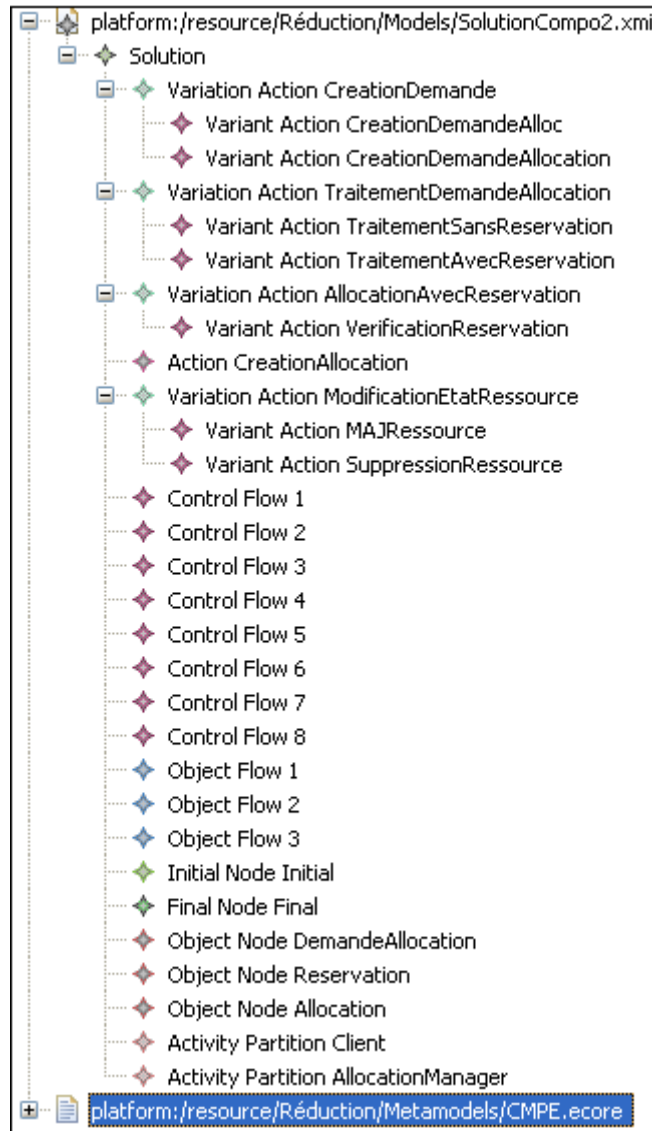 platform:/resource/Réduction/Models/SolutionCompo2.xmi
Solution
Variation Action CreationDemande
Variant Action CreationDemandeAlloc
Variant Action CreationDemandeAllocation
Variation Action TraitementDemandeAllocation
Variant Action TraitementSansReservation
Variant Action TraitementAvecReservation
Variation Action AllocationAvecReservation
Variant Action VerificationReservation
Action CreationAllocation
Variation Action ModificationEtatRessource
Variant Action MAJRessource
Variant Action SuppressionRessource
Control Flow 1
Control Flow 2
Control Flow 3
Control Flow 4
Control Flow 5
Control Flow 6
Control Flow 7
Control Flow 8
Object Flow 1
Object Flow 2
Object Flow 3
Initial Node Initial
Final Node Final
Object Node DemandeAllocation
Object Node Reservation
Object Node Allocation
Activity Partition Client
Activity Partition AllocationManager
platform:/resource/Réduction/Metamodels/CMPE.ecore